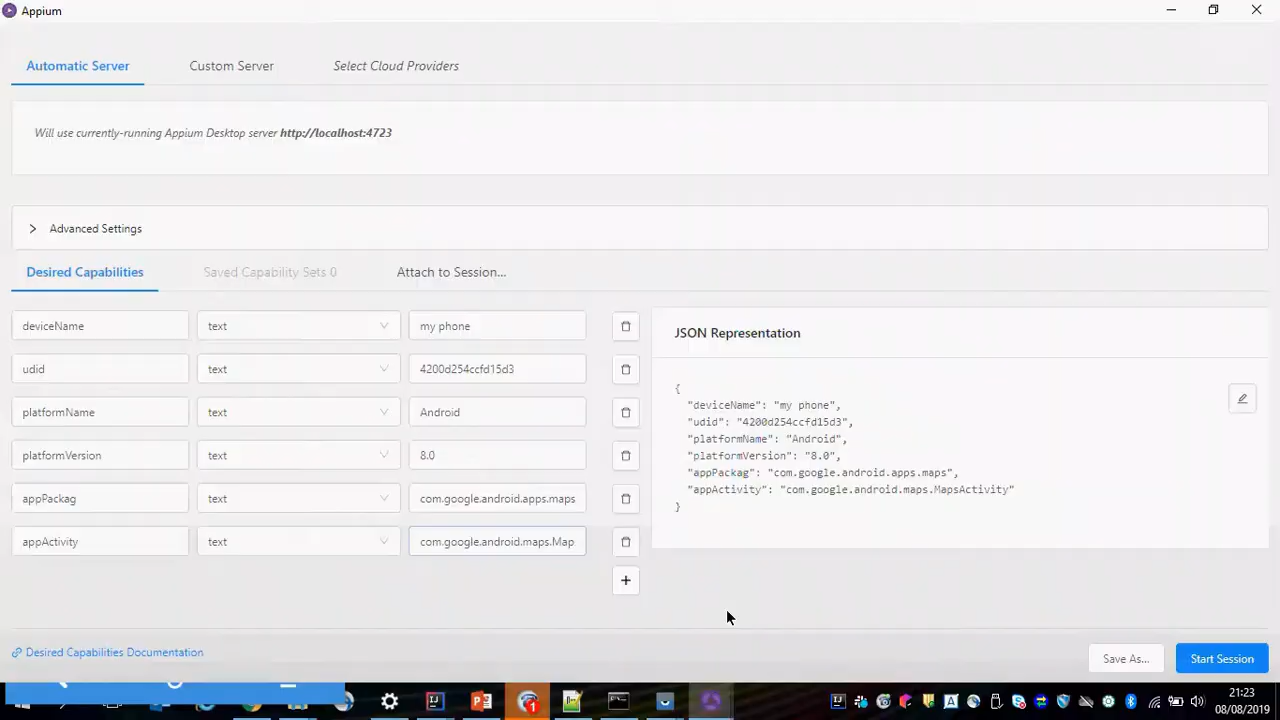 Appium
Automatic Server
Custom Server
Select Cloud Providers
Will use currently-running Appium Desktop server http://localhost:4723
Advanced Settings
Desired Capabilities
Saved Capability Sets 0
Attach to Session...
deviceName
text
my phone
udid
text
4200d254ccfd15d3
platformName
text
Android
platformVersion
text
8.0
appPackag
text
com.google.android.apps.maps
appActivity
text
com.google.android.maps.Map
JSON Representation
{
"deviceName": "my phone",
"udid": "4200d254ccfd15d3",
"platformName": "Android",
"platformVersion": "8.0",
"appPackag": "com.google.android.apps.maps",
"appActivity": "com.google.android.maps.MapsActivity"
}
Desired Capabilities Documentation
Save As...
Start Session
21:23
08/08/2019